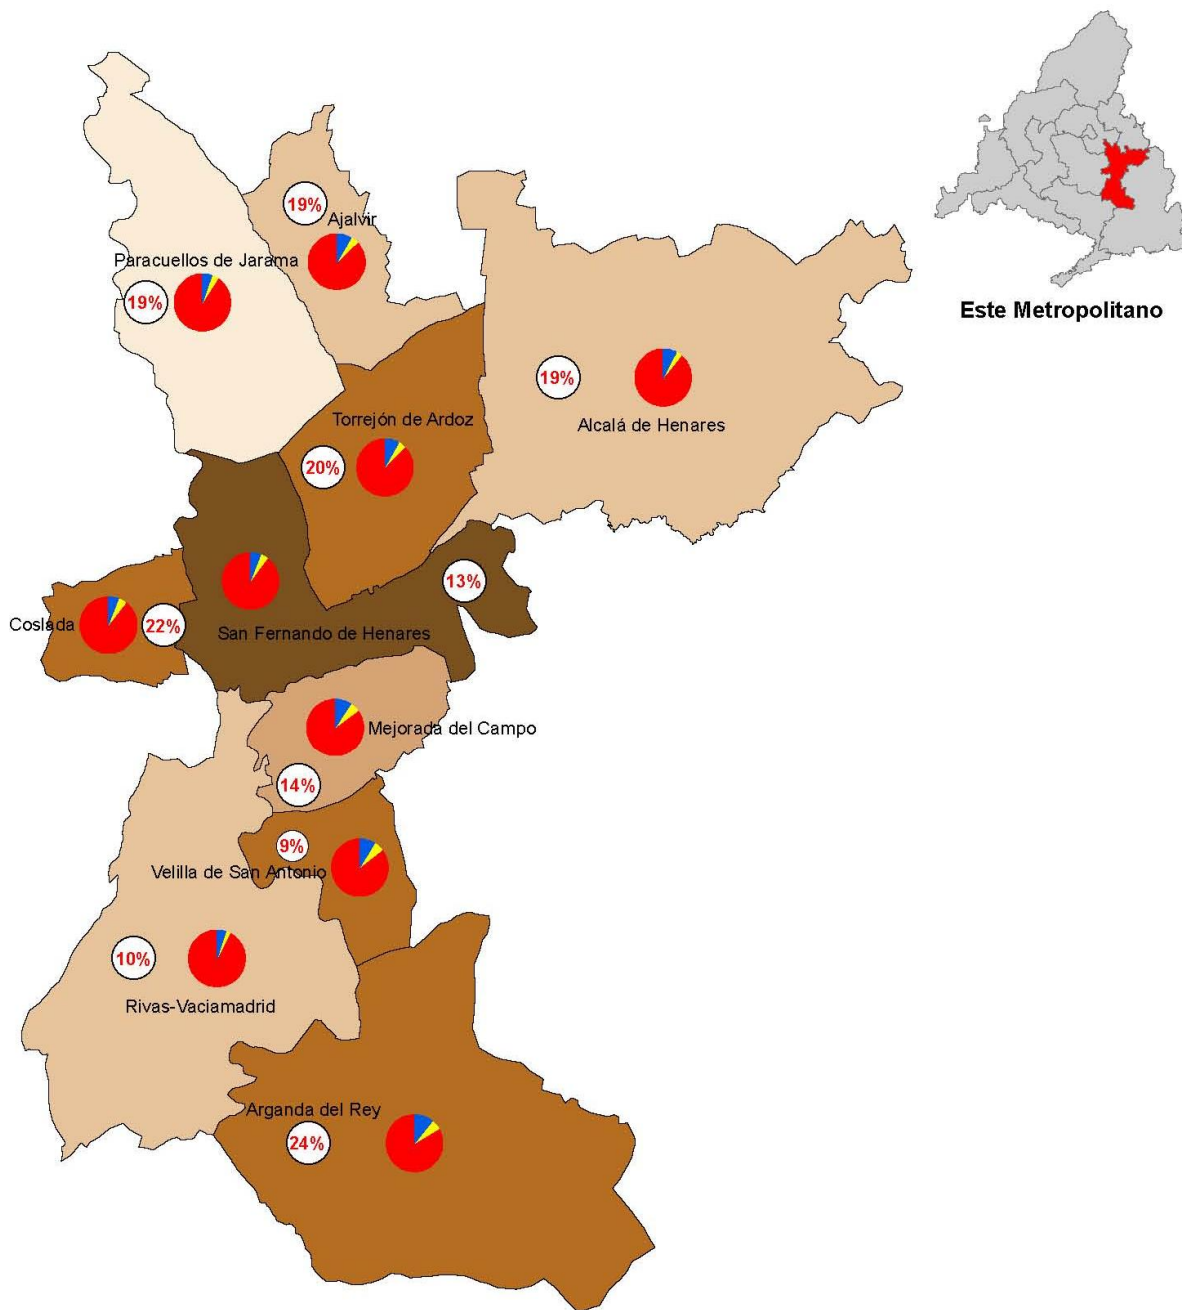 Este Metropolitano
19%
Ajalvir
Paracuellos de Jarama
19%
19%
Alcalá de Henares
Torrejón de Ardoz
20%
13%
Coslada
22%
San Fernando de Henares
Mejorada del Campo
14%
9%
Velilla de San Antonio
10%
Rivas-Vaciamadrid
Arganda del Rey
24%